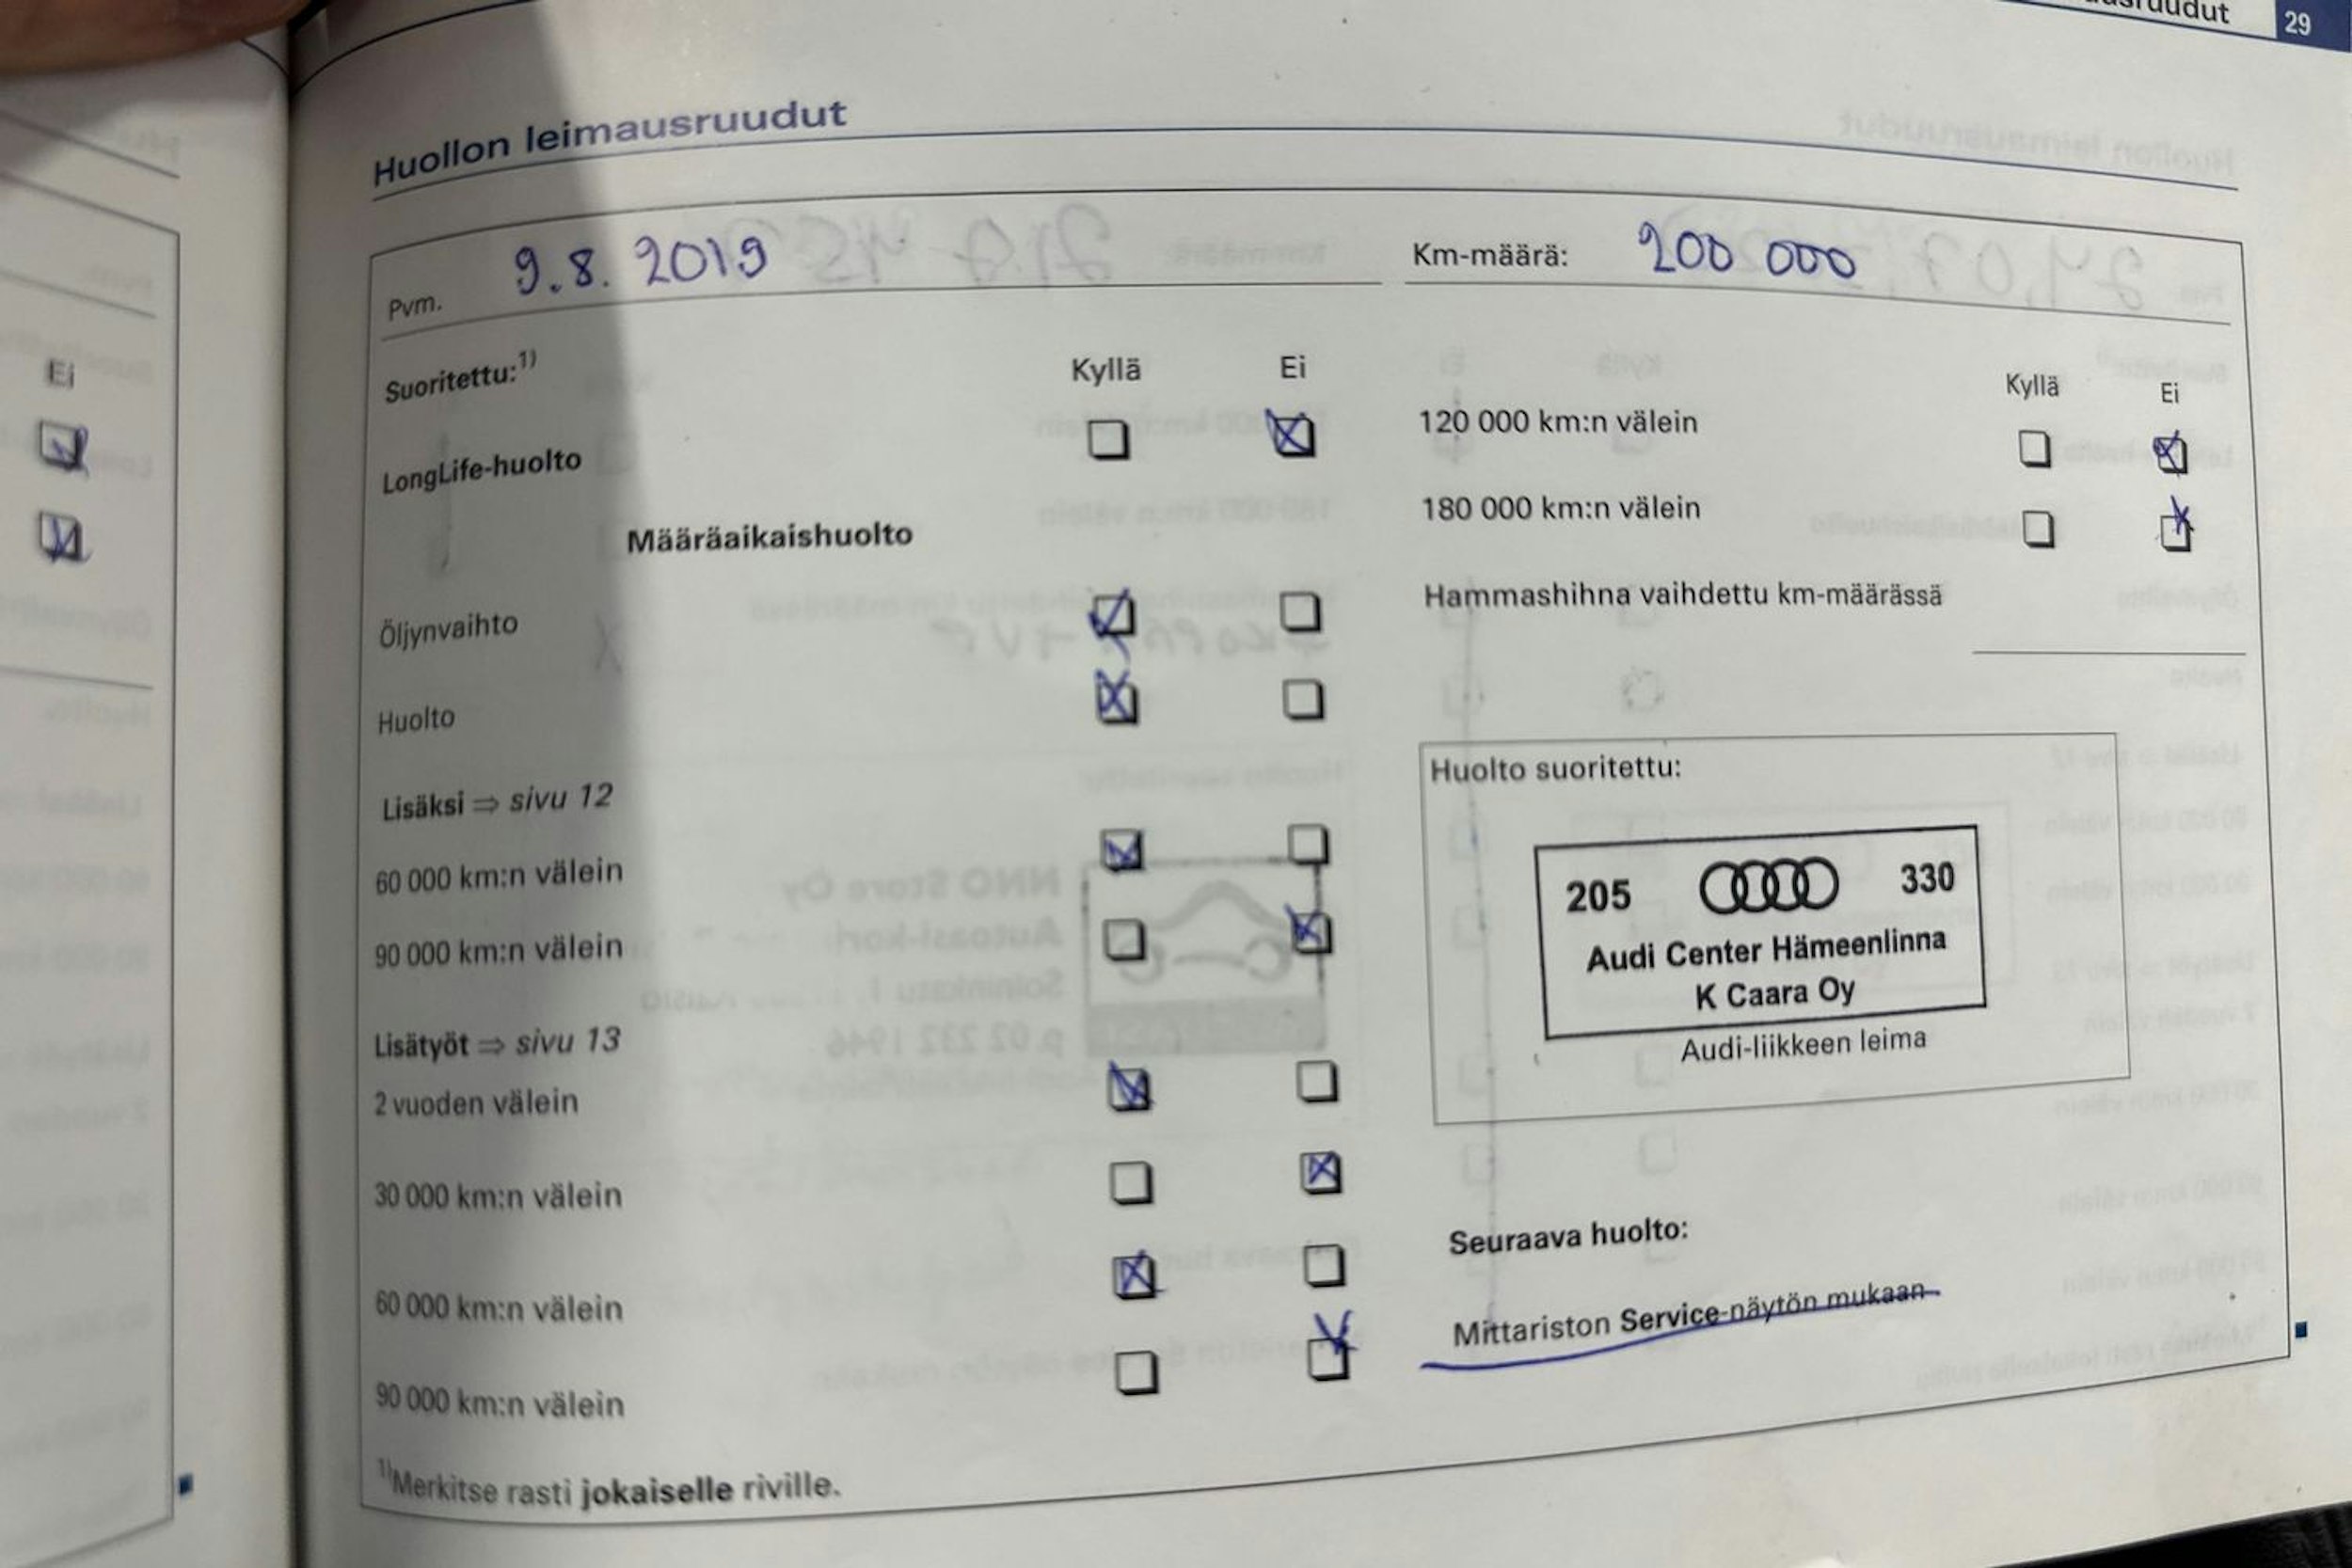 usruudut 29
Huollon leimausruudut
Pvm. 9.8. 2019
Km-määrä: 200 000
Suoritettu:¹⁾ Kyllä Ei
LongLife-huolto
Määräaikaishuolto
Öljynvaihto
Huolto
Lisäksi ⇒ sivu 12
60 000 km:n välein
90 000 km:n välein
Lisätyöt ⇒ sivu 13
2 vuoden välein
30 000 km:n välein
60 000 km:n välein
90 000 km:n välein
¹⁾Merkitse rasti jokaiselle riville.
Kyllä Ei
120 000 km:n välein
180 000 km:n välein
Hammashihna vaihdettu km-määrässä
Huolto suoritettu:
205 330
Audi Center Hämeenlinna
K Caara Oy
Audi-liikkeen leima
Seuraava huolto:
Mittariston Service-näytön mukaan
Ei